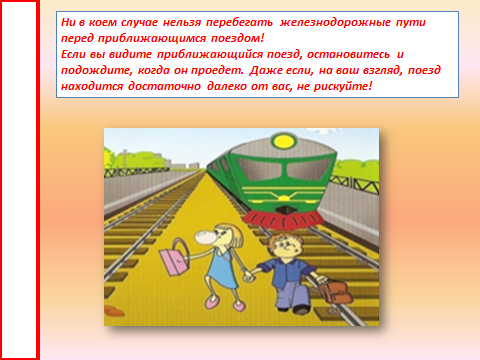 Ни в коем случае нельзя перебегать железнодорожные пути
перед приближающимся поездом!
Если вы видите приближающийся поезд, остановитесь и
подождите, когда он проедет. Даже если, на ваш взгляд, поезд
находится достаточно далеко от вас, не рискуйте!